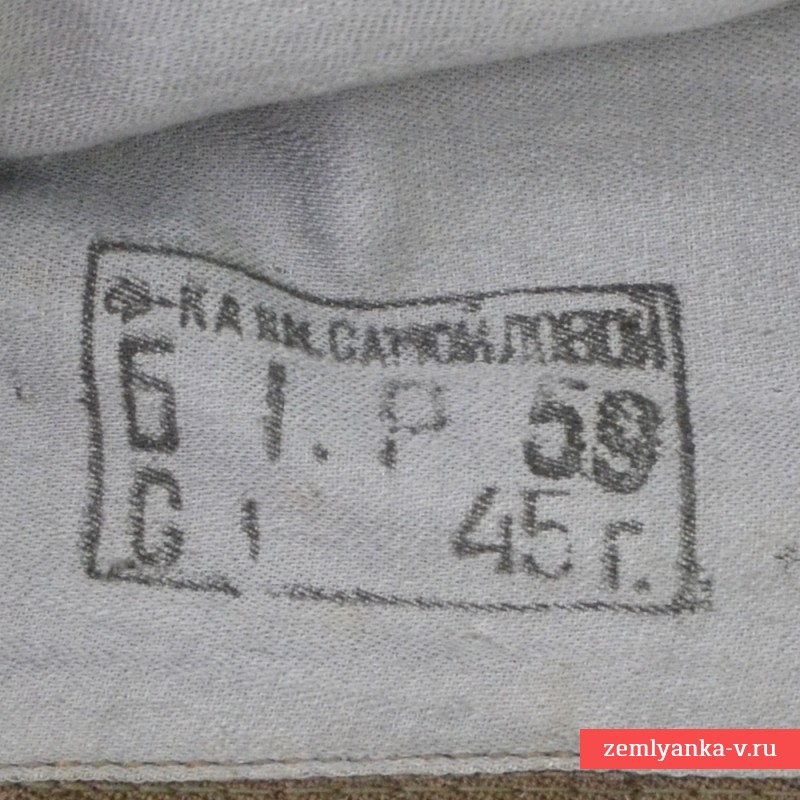 Ф-КА ИМ. САМОЙЛОВОЙ
Б 1. Р 59
С 1 45 г.
zemlyanka-v.ru